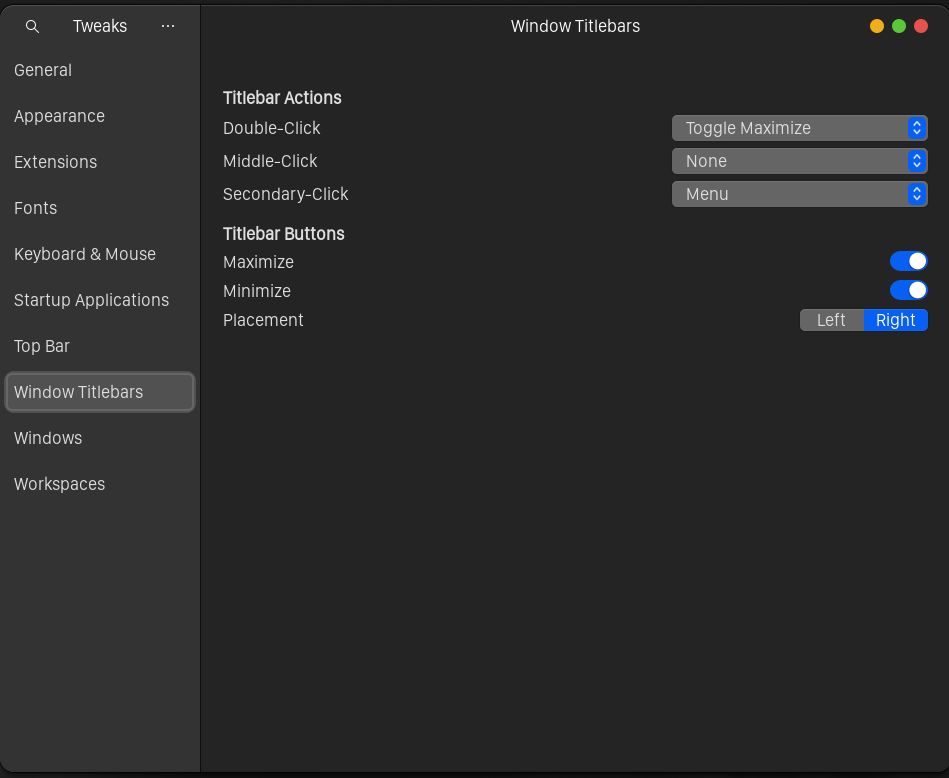 Tweaks
Window Titlebars
General
Appearance
Extensions
Fonts
Keyboard & Mouse
Startup Applications
Top Bar
Window Titlebars
Windows
Workspaces
Titlebar Actions
Double-Click Toggle Maximize
Middle-Click None
Secondary-Click Menu
Titlebar Buttons
Maximize
Minimize
Placement Left Right